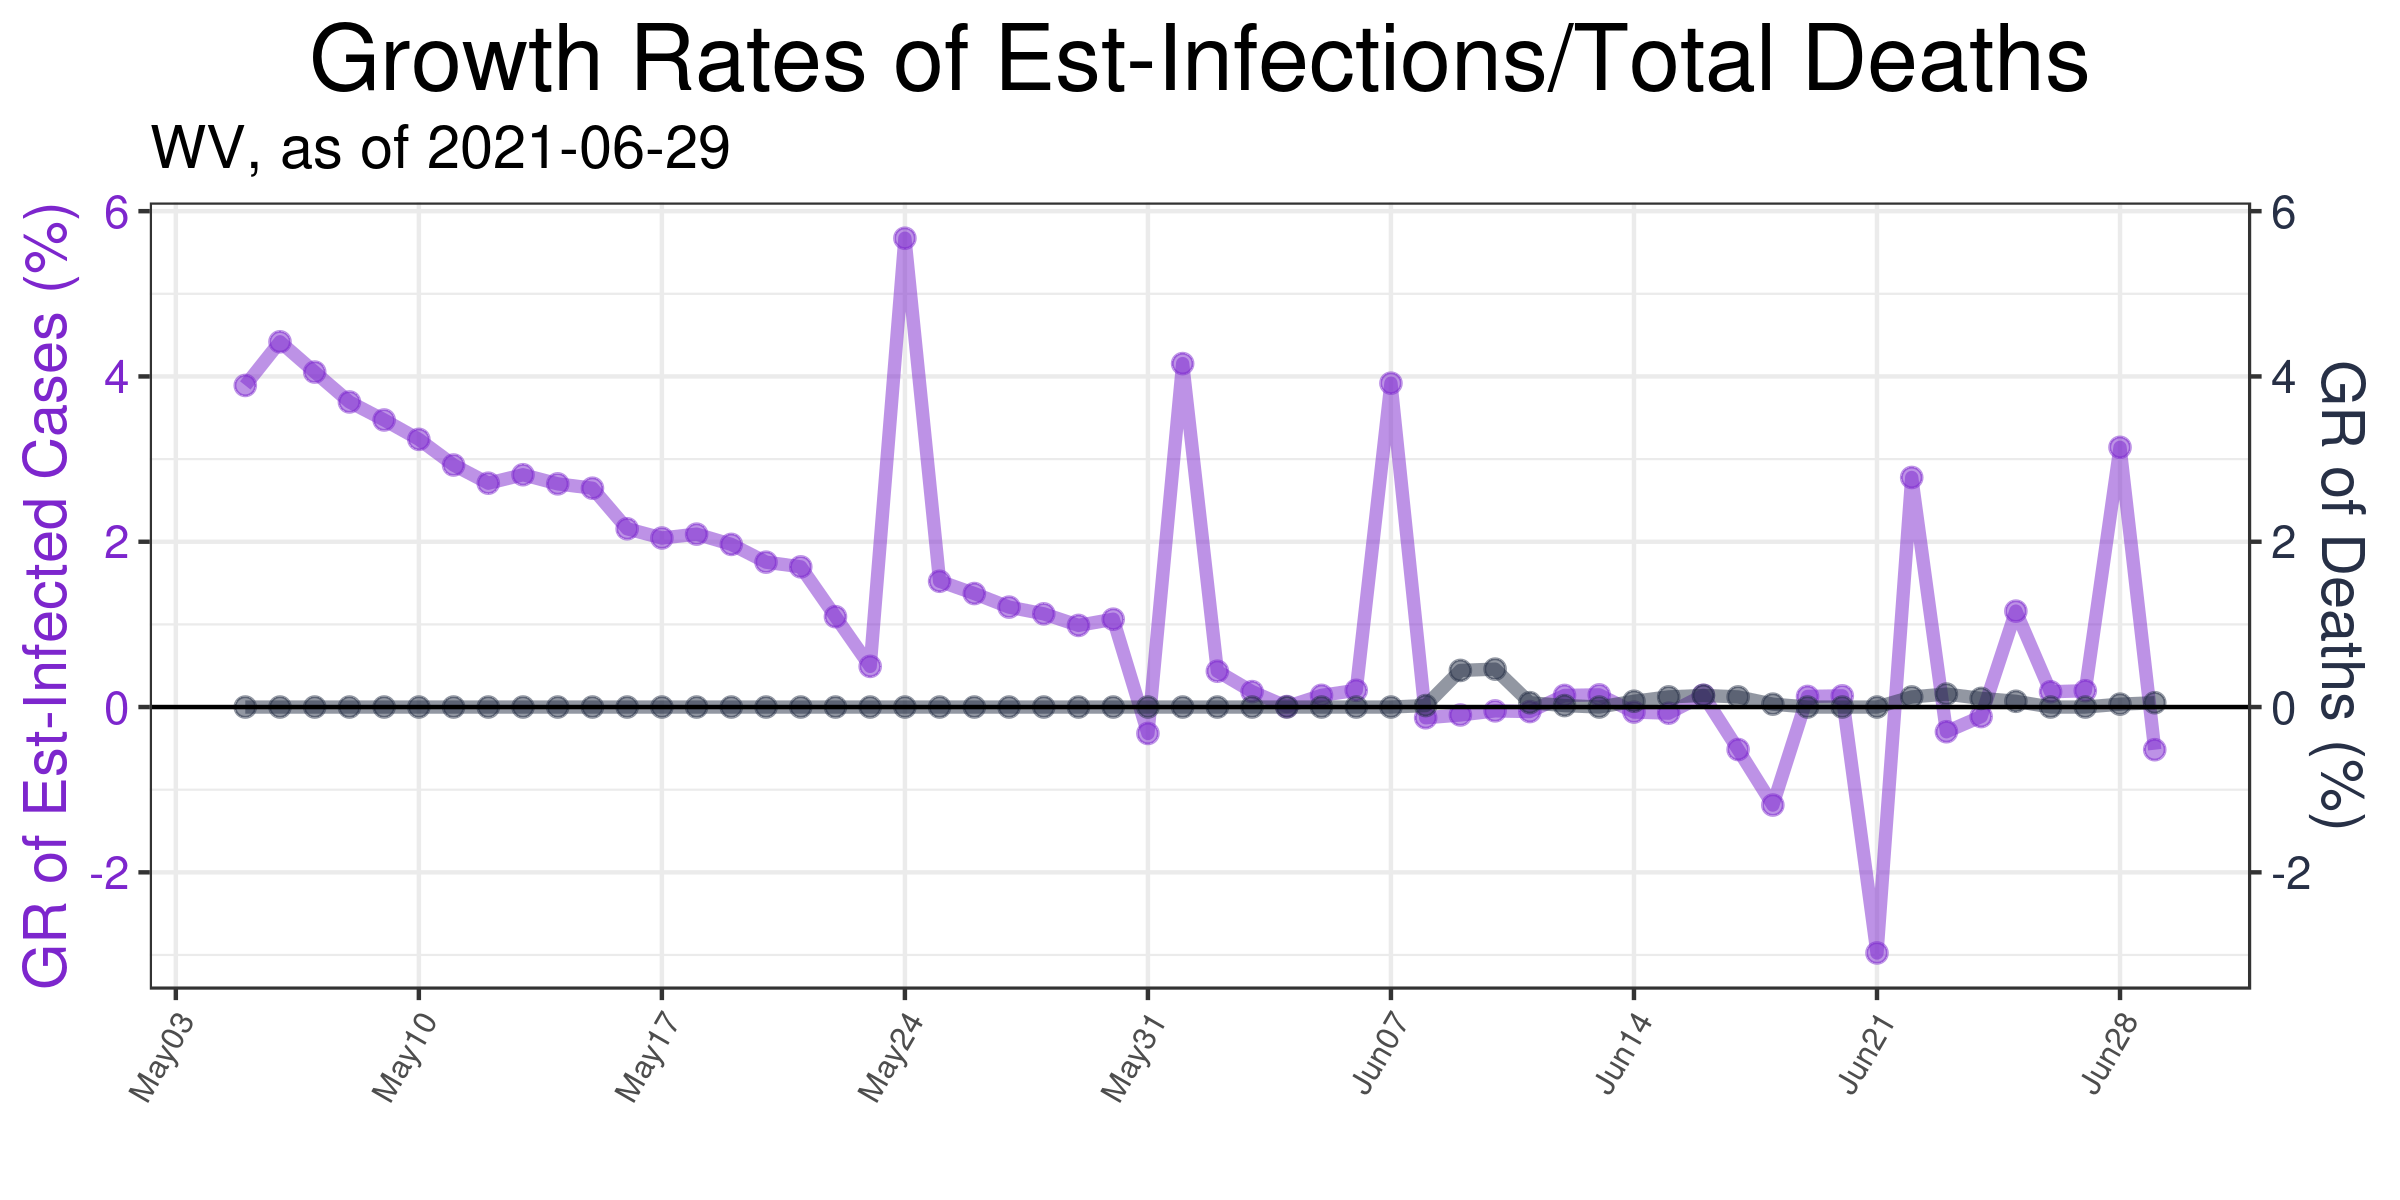 Growth Rates of Est-Infections/Total Deaths
WV, as of 2021-06-29
GR of Est-Infected Cases (%)
6
4
2
0
-2
6
4
2
0
-2
GR of Deaths (%)
May03
May10
May17
May24
May31
Jun07
Jun14
Jun21
Jun28